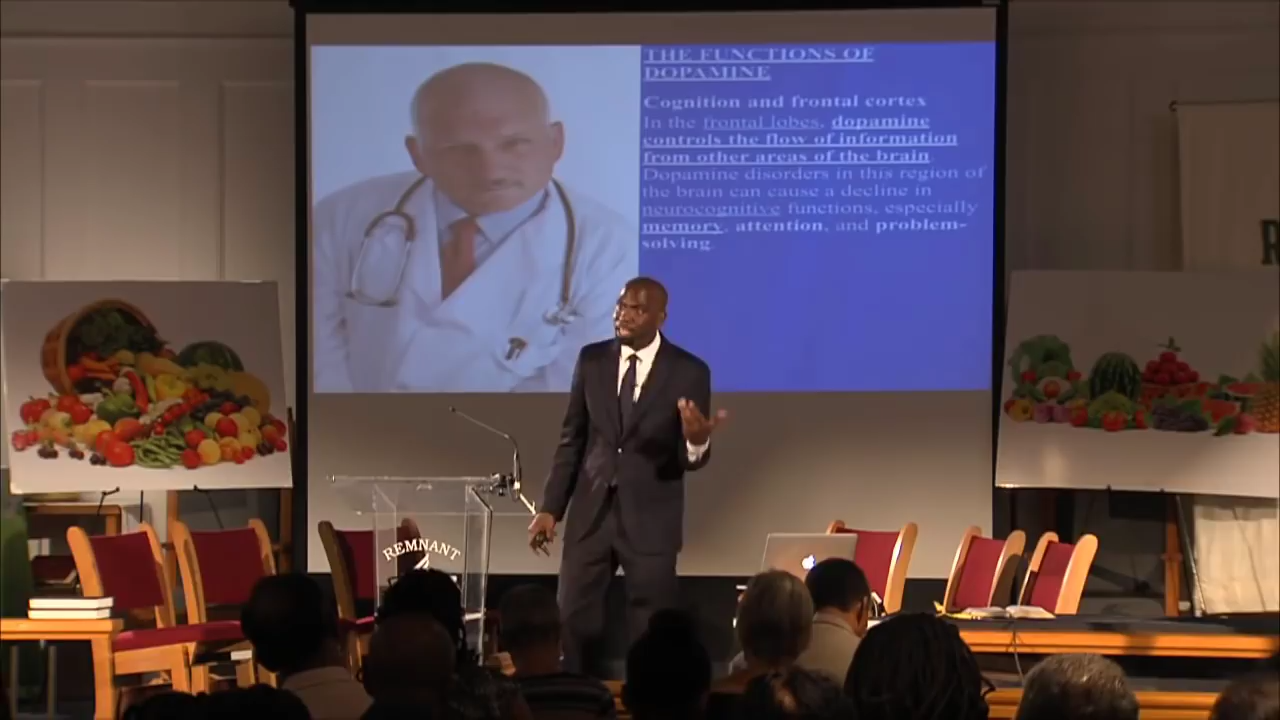 THE FUNCTIONS OF
DOPAMINE
Cognition and frontal cortex
In the frontal lobes, dopamine
controls the flow of information
from other areas of the brain.
Dopamine disorders in this region of
the brain can cause a decline in
neurocognitive functions, especially
memory, attention, and problem-
solving.
REMNANT
R